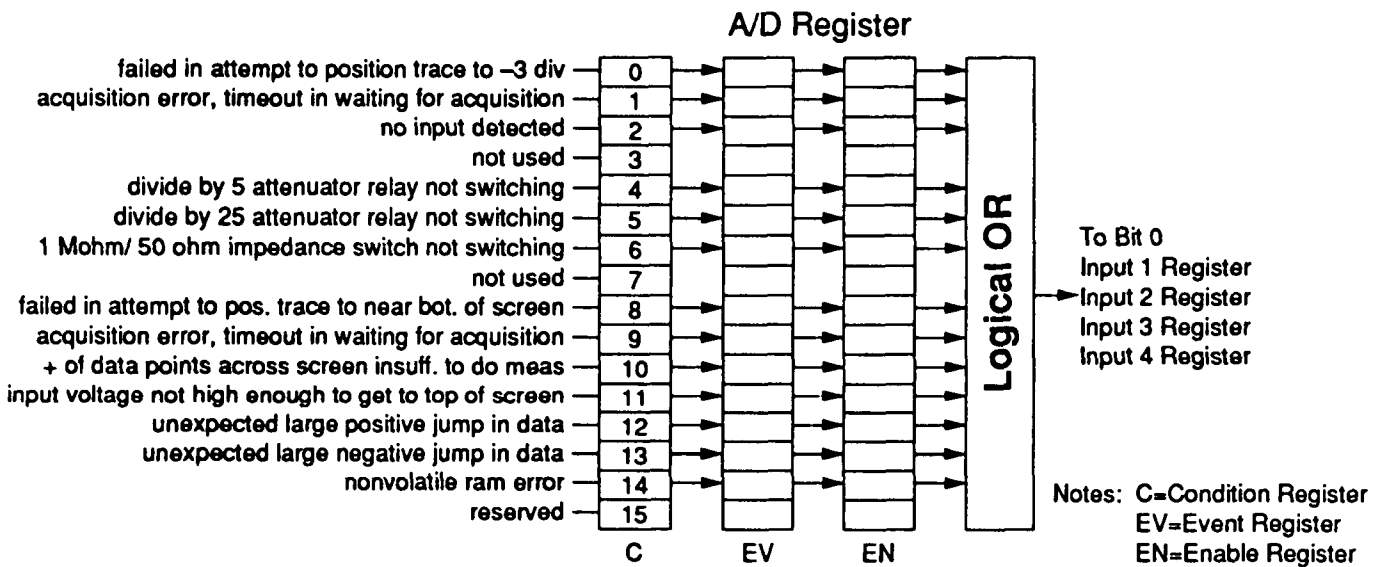 A/D Register
failed in attempt to position trace to –3 div 0
acquisition error, timeout in waiting for acquisition 1
no input detected 2
not used 3
divide by 5 attenuator relay not switching 4
divide by 25 attenuator relay not switching 5
1 Mohm/ 50 ohm impedance switch not switching 6
not used 7
failed in attempt to pos. trace to near bot. of screen 8
acquisition error, timeout in waiting for acquisition 9
+ of data points across screen insuff. to do meas 10
input voltage not high enough to get to top of screen 11
unexpected large positive jump in data 12
unexpected large negative jump in data 13
nonvolatile ram error 14
reserved 15
C EV EN
Logical OR
To Bit 0
Input 1 Register
Input 2 Register
Input 3 Register
Input 4 Register
Notes: C=Condition Register
EV=Event Register
EN=Enable Register